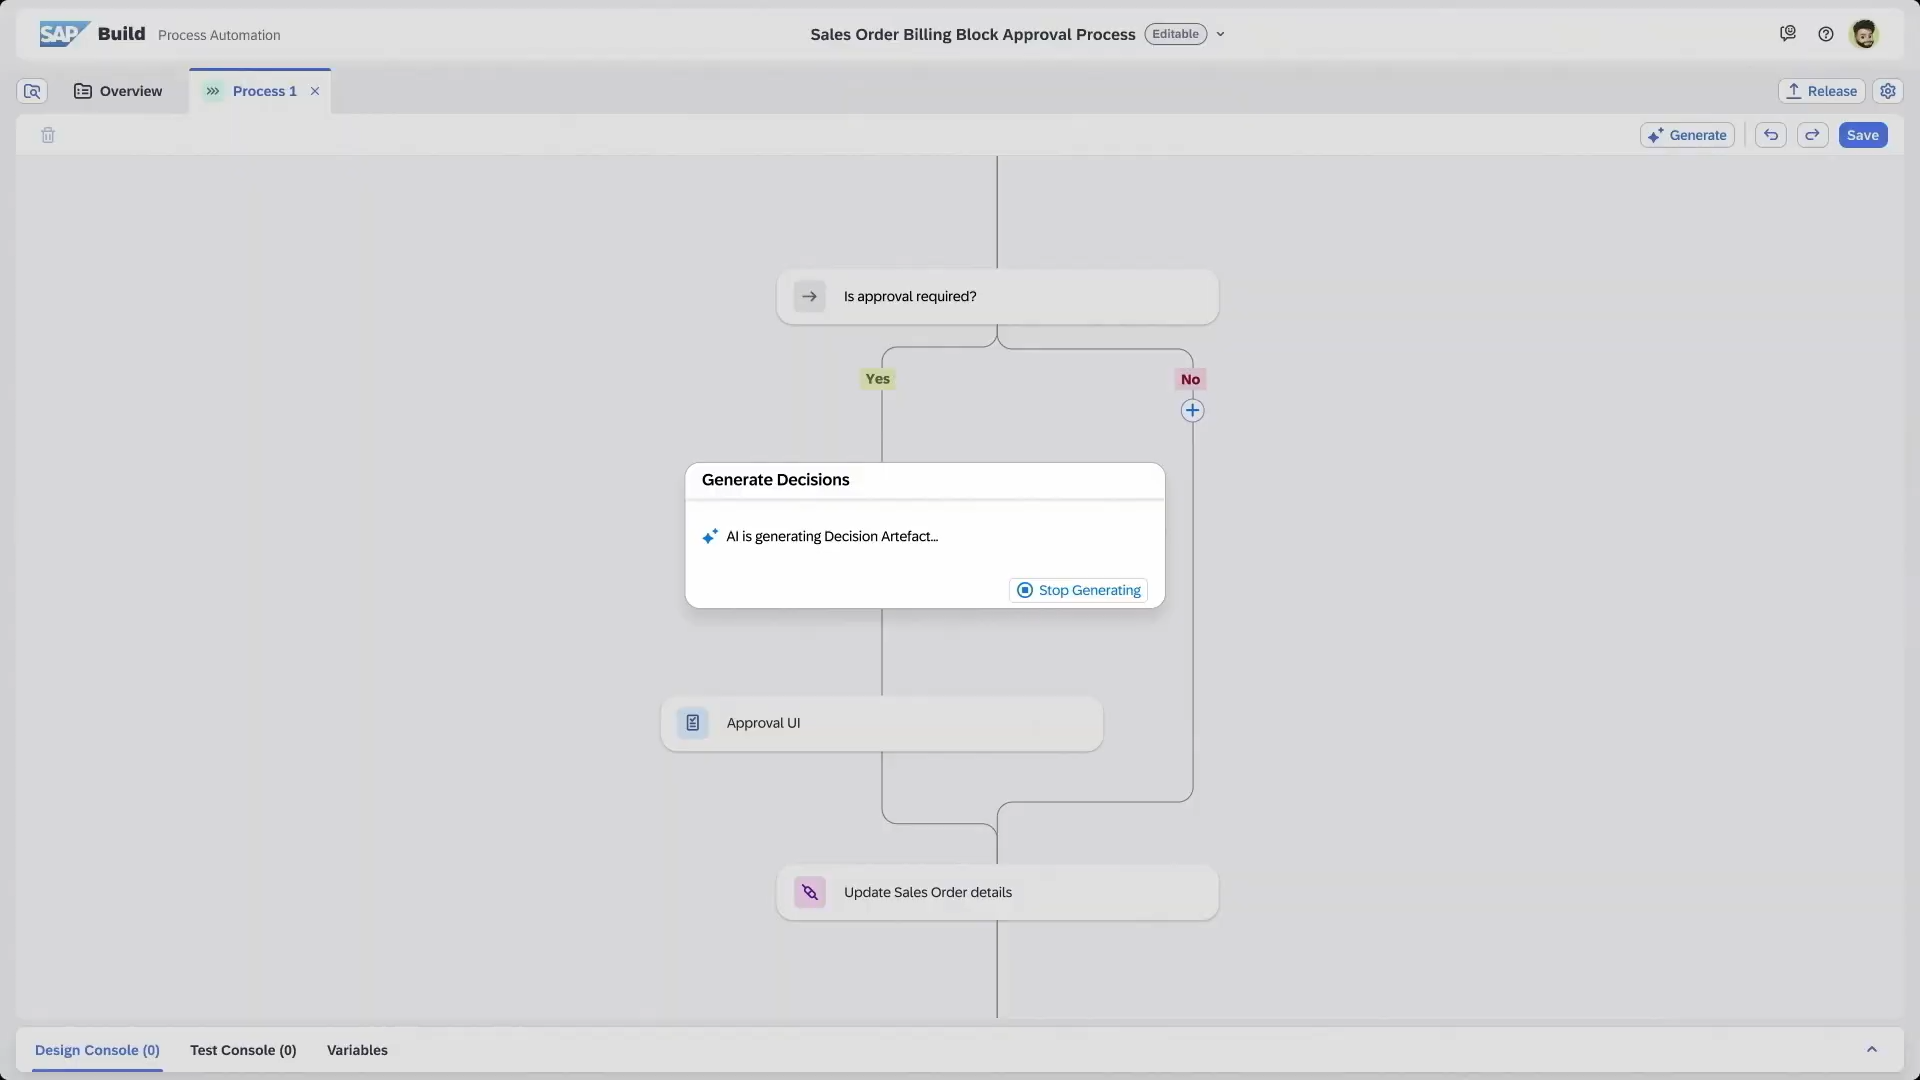 SAP Build Process Automation
Sales Order Billing Block Approval Process Editable
Overview
Process 1
Release
Generate
Save
Is approval required?
Yes
No
Generate Decisions
AI is generating Decision Artefact...
Stop Generating
Approval UI
Update Sales Order details
Design Console (0)
Test Console (0)
Variables